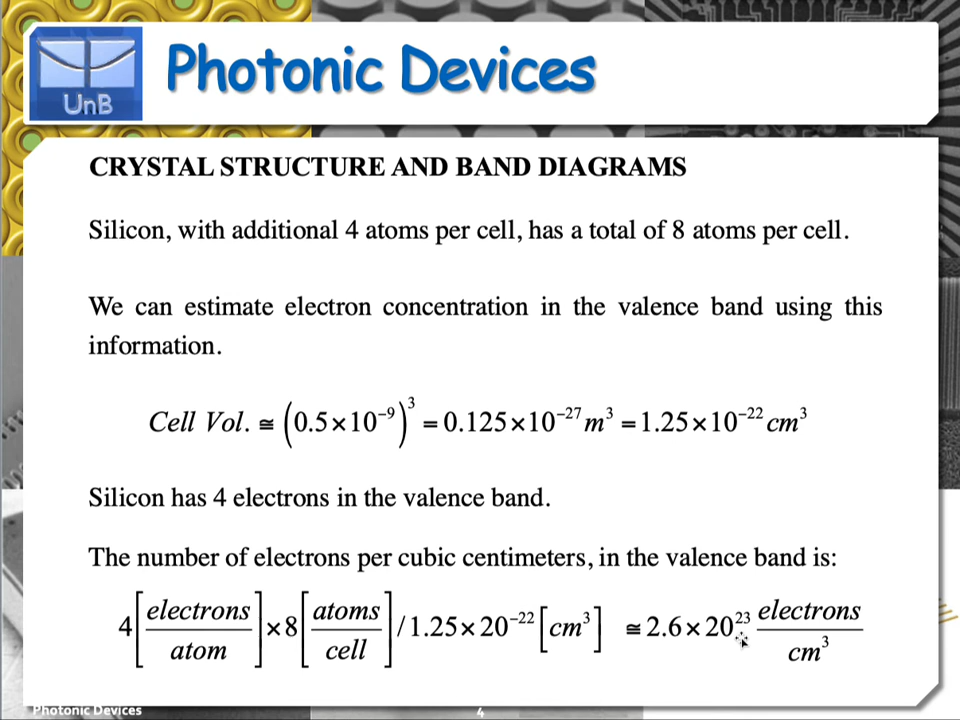 Photonic Devices
UnB
CRYSTAL STRUCTURE AND BAND DIAGRAMS
Silicon, with additional 4 atoms per cell, has a total of 8 atoms per cell.
We can estimate electron concentration in the valence band using this
information.
Cell Vol. ≅ (0.5×10⁻⁹)³ = 0.125×10⁻²⁷ m³ = 1.25×10⁻²² cm³
Silicon has 4 electrons in the valence band.
The number of electrons per cubic centimeters, in the valence band is:
4[electrons/atom]×8[atoms/cell]/1.25×20⁻²²[cm³] ≅ 2.6×20²³ electrons/cm³
Photonic Devices
4